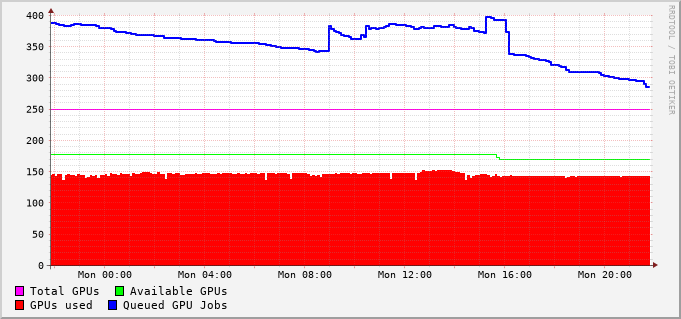 400
350
300
250
200
150
100
50
0
Mon 00:00 Mon 04:00 Mon 08:00 Mon 12:00 Mon 16:00 Mon 20:00
Total GPUs Available GPUs
GPUs used Queued GPU Jobs
RRDTOOL / TOBI OETIKER